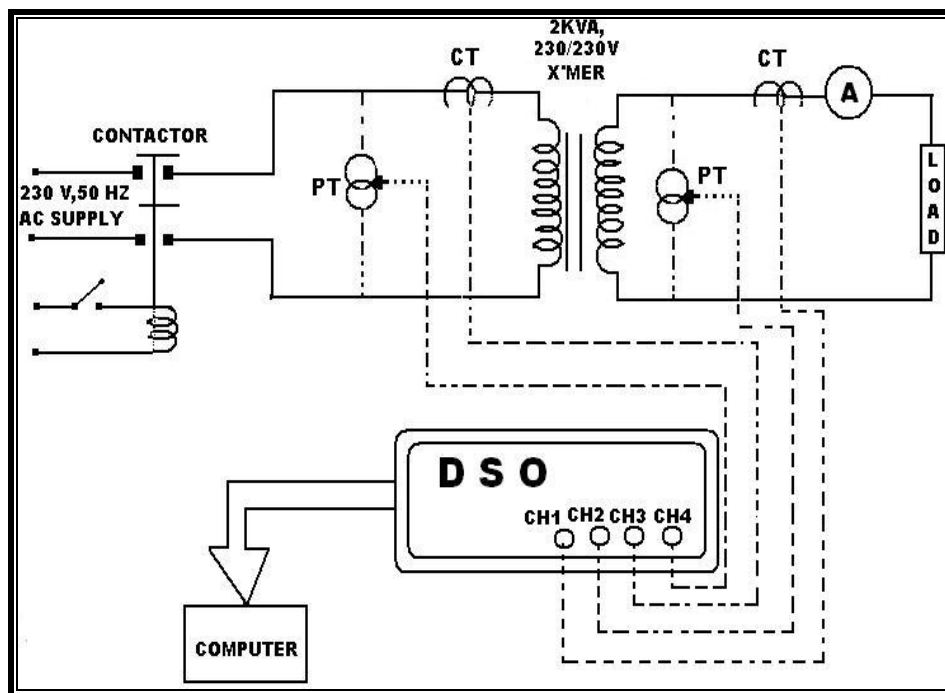 2KVA,
230/230V
X'MER
CT
CT
A
CONTACTOR
PT
PT
230 V,50 HZ
AC SUPPLY
L
O
A
D
D S O
CH1 CH2 CH3 CH4
COMPUTER